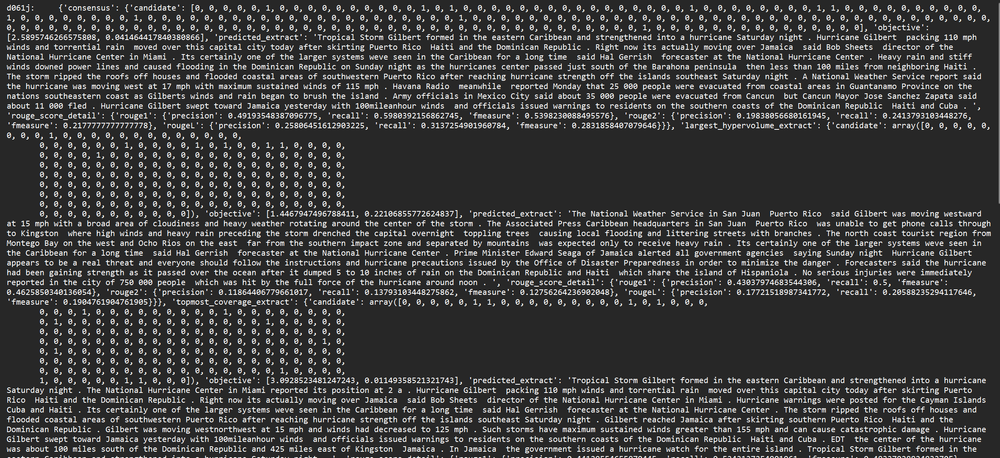 d061j:     {'consensus': {'candidate': [0, 0, 0, 0, 0, 1, 0, 0, 0, 0, 0, 0, 0, 0, 0, 0, 1, 0, 1, 0, 0, 0, 0, 0, 0, 0, 0, 0, 0, 0, 0, 0, 0, 0, 0, 1, 0, 0, 0, 0, 0, 0, 0, 0, 1, 1, 0, 0, 0, 0, 0, 0, 0, 0, 0, 0,
1, 0, 0, 0, 0, 0, 0, 0, 0, 1, 0, 0, 0, 0, 0, 0, 0, 0, 0, 0, 0, 0, 0, 0, 0, 0, 0, 0, 0, 0, 0, 0, 1, 0, 0, 0, 0, 0, 0, 0, 0, 0, 0, 0, 0, 0, 0, 0, 0, 0, 0, 0, 0, 0, 0, 0, 0, 0, 0, 0, 0, 0, 0, 0, 0, 0, 0, 0, 0, 0, 0, 0, 0, 0,
0, 0, 0, 0, 0, 0, 0, 0, 0, 0, 0, 0, 0, 0, 0, 0, 0, 0, 0, 0, 0, 0, 0, 0, 0, 0, 0, 0, 0, 0, 0, 0, 0, 0, 0, 0, 0, 0, 0, 0, 0, 0, 0, 0, 0, 1, 0, 0, 0, 0, 0, 0, 0, 0, 0, 0, 0, 0, 0, 0, 0], 'objective':
[2.5895746266575808, 0.041464417840380866], 'predicted_extract': 'Tropical Storm Gilbert formed in the eastern Caribbean and strengthened into a hurricane Saturday night . Hurricane Gilbert  packing 110 mph
winds and torrential rain  moved over this capital city today after skirting Puerto Rico  Haiti and the Dominican Republic . Right now its actually moving over Jamaica  said Bob Sheets  director of the
National Hurricane Center in Miami . Its certainly one of the larger systems weve seen in the Caribbean for a long time  said Hal Gerrish  forecaster at the National Hurricane Center . Heavy rain and stiff
winds downed power lines and caused flooding in the Dominican Republic on Sunday night as the hurricanes center passed just south of the Barahona peninsula  then less than 100 miles from neighboring Haiti .
The storm ripped the roofs off houses and flooded coastal areas of southwestern Puerto Rico after reaching hurricane strength off the islands southeast Saturday night . A National Weather Service report said
the hurricane was moving west at 17 mph with maximum sustained winds of 115 mph . Havana Radio  meanwhile  reported Monday that 25 000 people were evacuated from coastal areas in Guantanamo Province on the
nations southeastern coast as Gilberts winds and rain began to brush the island . Army officials in Mexico City said about 35 000 people were evacuated from Cancun  but Cancun Mayor Jose Sanchez Zapata said
about 11 000 fled . Hurricane Gilbert swept toward Jamaica yesterday with 100mileanhour winds  and officials issued warnings to residents on the southern coasts of the Dominican Republic  Haiti and Cuba . ',
'rouge_score_detail': {'rouge1': {'precision': 0.49193548387096775, 'recall': 0.5980392156862745, 'fmeasure': 0.5398230088495576}, 'rouge2': {'precision': 0.19838056680161945, 'recall': 0.2413793103448276,
'fmeasure': 0.2177777777777778}, 'rougeL': {'precision': 0.25806451612903225, 'recall': 0.3137254901960784, 'fmeasure': 0.2831858407079646}}}, 'largest_hypervolume_extract': {'candidate': array([0, 0, 0, 0, 0,
0, 0, 0, 1, 0, 0, 0, 0, 0, 0, 0, 0, 0, 0, 0, 0, 0,
0, 0, 0, 0, 0, 0, 1, 0, 0, 0, 0, 1, 0, 1, 0, 0, 1, 1, 0, 0, 0, 0,
0, 0, 0, 0, 1, 0, 0, 0, 0, 0, 0, 0, 0, 0, 0, 0, 0, 0, 0, 0, 0, 0,
0, 0, 0, 0, 0, 0, 0, 0, 0, 0, 0, 0, 0, 0, 0, 0, 0, 0, 0, 0, 0, 0,
0, 0, 0, 0, 0, 0, 0, 0, 0, 0, 0, 0, 0, 0, 0, 0, 0, 0, 0, 0, 0, 0,
0, 0, 0, 0, 0, 0, 0, 0, 0, 0, 0, 0, 0, 0, 0, 0, 0, 0, 0, 0, 0, 0,
0, 0, 0, 0, 0, 0, 0, 0, 0, 0, 0, 0, 0, 0, 0, 0, 0, 0, 0, 0, 0, 0,
0, 0, 0, 0, 0, 0, 0, 0, 0, 0, 0, 0, 0, 0, 0, 0, 0, 0, 0, 0, 0, 0,
0, 0, 0, 0, 0, 0, 0, 0, 0, 0, 0]), 'objective': [1.4467947496788411, 0.22106855772624837], 'predicted_extract': 'The National Weather Service in San Juan  Puerto Rico  said Gilbert was moving westward
at 15 mph with a broad area of cloudiness and heavy weather rotating around the center of the storm . The Associated Press Caribbean headquarters in San Juan  Puerto Rico  was unable to get phone calls through
to Kingston  where high winds and heavy rain preceding the storm drenched the capital overnight  toppling trees  causing local flooding and littering streets with branches . The north coast tourist region from
Montego Bay on the west and Ocho Rios on the east  far from the southern impact zone and separated by mountains  was expected only to receive heavy rain . Its certainly one of the larger systems weve seen in
the Caribbean for a long time  said Hal Gerrish  forecaster at the National Hurricane Center . Prime Minister Edward Seaga of Jamaica alerted all government agencies  saying Sunday night  Hurricane Gilbert
appears to be a real threat and everyone should follow the instructions and hurricane precautions issued by the Office of Disaster Preparedness in order to minimize the danger . Forecasters said the hurricane
had been gaining strength as it passed over the ocean after it dumped 5 to 10 inches of rain on the Dominican Republic and Haiti  which share the island of Hispaniola . No serious injuries were immediately
reported in the city of 750 000 people  which was hit by the full force of the hurricane around noon . ', 'rouge_score_detail': {'rouge1': {'precision': 0.43037974683544306, 'recall': 0.5, 'fmeasure':
0.4625850340136054}, 'rouge2': {'precision': 0.11864406779661017, 'recall': 0.13793103448275862, 'fmeasure': 0.12756264236902048}, 'rougeL': {'precision': 0.17721518987341772, 'recall': 0.20588235294117646,
'fmeasure': 0.1904761904761905}}}, 'topmost_coverage_extract': {'candidate': array([0, 0, 0, 0, 0, 1, 1, 0, 0, 0, 0, 0, 0, 0, 0, 0, 1, 0, 1, 0, 0, 0,
0, 0, 0, 1, 0, 0, 0, 0, 0, 0, 0, 0, 0, 1, 0, 0, 0, 0, 0, 0, 0, 0,
0, 1, 0, 0, 0, 0, 0, 0, 0, 0, 0, 0, 0, 0, 0, 0, 1, 0, 0, 0, 0, 0,
0, 0, 0, 0, 0, 0, 0, 0, 0, 0, 0, 0, 0, 0, 0, 0, 0, 0, 0, 0, 0, 0,
0, 0, 0, 0, 0, 0, 0, 0, 0, 0, 0, 0, 0, 0, 0, 0, 0, 0, 0, 0, 1, 0,
0, 1, 0, 0, 0, 0, 0, 0, 0, 0, 0, 0, 0, 0, 0, 0, 0, 0, 0, 0, 0, 0,
0, 0, 0, 0, 0, 0, 0, 0, 0, 0, 0, 0, 0, 0, 0, 0, 0, 0, 0, 0, 0, 0,
0, 0, 0, 0, 0, 0, 0, 0, 0, 0, 0, 0, 0, 0, 0, 0, 0, 1, 0, 0, 0, 0,
1, 0, 0, 0, 0, 0, 1, 1, 0, 0, 0]), 'objective': [3.0928523481247243, 0.01149358521321743], 'predicted_extract': 'Tropical Storm Gilbert formed in the eastern Caribbean and strengthened into a hurricane
Saturday night . The National Hurricane Center in Miami reported its position at 2 a . Hurricane Gilbert  packing 110 mph winds and torrential rain  moved over this capital city today after skirting Puerto
Rico  Haiti and the Dominican Republic . Right now its actually moving over Jamaica  said Bob Sheets  director of the National Hurricane Center in Miami . Hurricane warnings were posted for the Cayman Islands
Cuba and Haiti . Its certainly one of the larger systems weve seen in the Caribbean for a long time  said Hal Gerrish  forecaster at the National Hurricane Center . The storm ripped the roofs off houses and
flooded coastal areas of southwestern Puerto Rico after reaching hurricane strength off the islands southeast Saturday night . Gilbert reached Jamaica after skirting southern Puerto Rico  Haiti and the
Dominican Republic . Gilbert was moving westnorthwest at 15 mph and winds had decreased to 125 mph . Such storms have maximum sustained winds greater than 155 mph and can cause catastrophic damage . Hurricane
Gilbert swept toward Jamaica yesterday with 100mileanhour winds  and officials issued warnings to residents on the southern coasts of the Dominican Republic  Haiti and Cuba . EDT  the center of the hurricane
was about 100 miles south of the Dominican Republic and 425 miles east of Kingston  Jamaica . In Jamaica  the government issued a hurricane watch for the entire island . Tropical Storm Gilbert formed in the